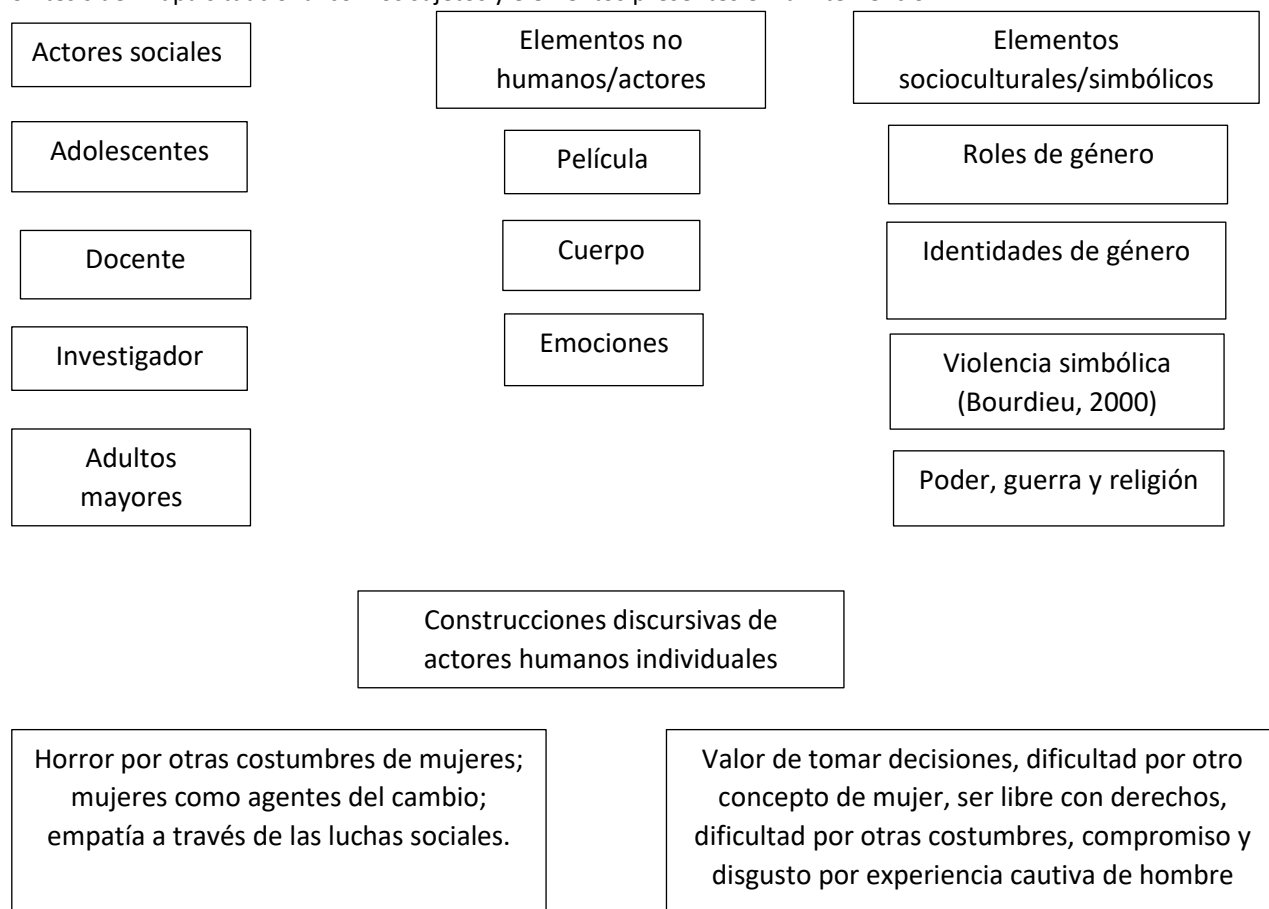 Actores sociales
Adolescentes
Docente
Investigador
Adultos
mayores
Elementos no
humanos/actores
Película
Cuerpo
Emociones
Elementos
socioculturales/simbólicos
Roles de género
Identidades de género
Violencia simbólica
(Bourdieu, 2000)
Poder, guerra y religión
Construcciones discursivas de
actores humanos individuales
Horror por otras costumbres de mujeres;
mujeres como agentes del cambio;
empatía a través de las luchas sociales.
Valor de tomar decisiones, dificultad por otro
concepto de mujer, ser libre con derechos,
dificultad por otras costumbres, compromiso y
disgusto por experiencia cautiva de hombre